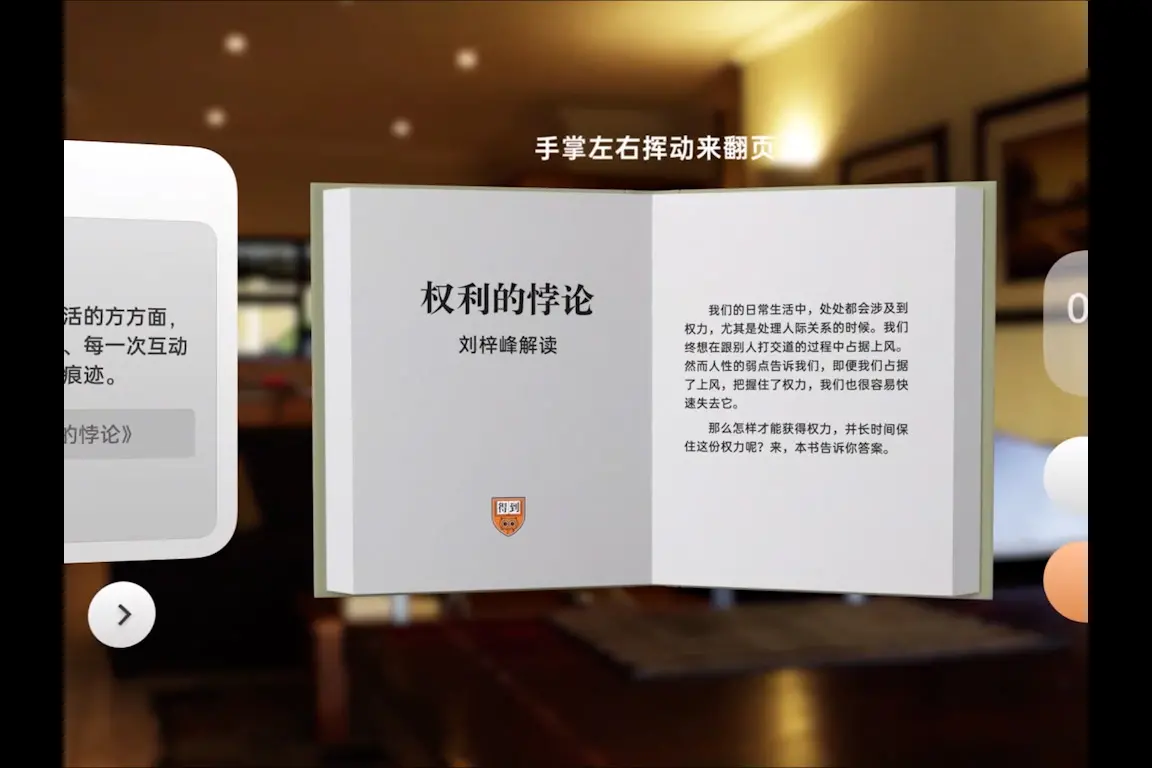 手掌左右挥动来翻页
活的方方面，
、每一次互动
痕迹。
的悖论》
权利的悖论
刘梓峰解读
得到
我们的日常生活中，处处都会涉及到
权力，尤其是处理人际关系的时候。我们
终想在跟别人打交道的过程中占据上风。
然而人性的弱点告诉我们，即便我们占据
了上风，把握住了权力，我们也很容易快
速失去它。
那么怎样才能获得权力，并长时间保
住这份权力呢？来，本书告诉你答案。
0